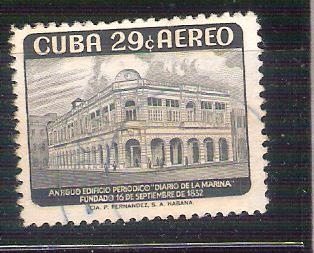 CUBA 29¢ AEREO
ANTIGUO EDIFICIO PERIODICO "DIARIO DE LA MARINA"
FUNDADO 16 DE SEPTIEMBRE DE 1832
CIA. P. FERNANDEZ, S. A. HABANA